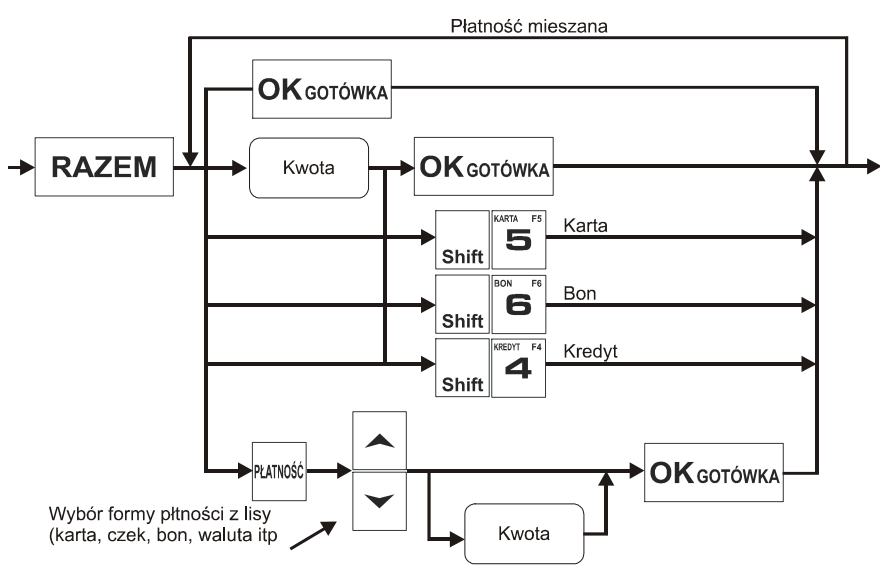 Płatność mieszana
OK GOTÓWKA
RAZEM
Kwota
OK GOTÓWKA
Shift
KARTA F5
5
Karta
Shift
BON F6
6
Bon
Shift
KREDYT F4
4
Kredyt
PŁATNOŚĆ
OK GOTÓWKA
Kwota
Wybór formy płtności z lisy
(karta, czek, bon, waluta itp